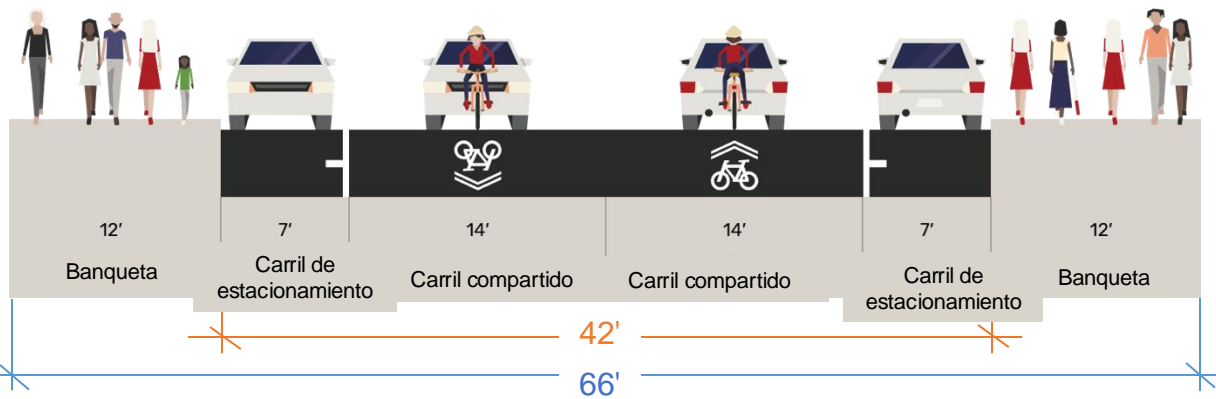 12'
7'
14'
14'
7'
12'
Banqueta
Carril de
estacionamiento
Carril compartido
Carril compartido
Carril de
estacionamiento
Banqueta
42'
66'